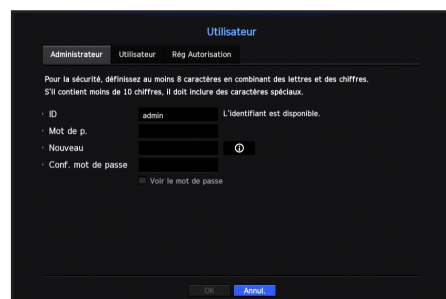 Utilisateur
Administrateur Utilisateur Rég Autorisation
Pour la sécurité, définissez au moins 8 caractères en combinant des lettres et des chiffres.
S'il contient moins de 10 chiffres, il doit inclure des caractères spéciaux.
ID admin L'identifiant est disponible.
Mot de p.
Nouveau
Conf. mot de passe
Voir le mot de passe
OK Annul.